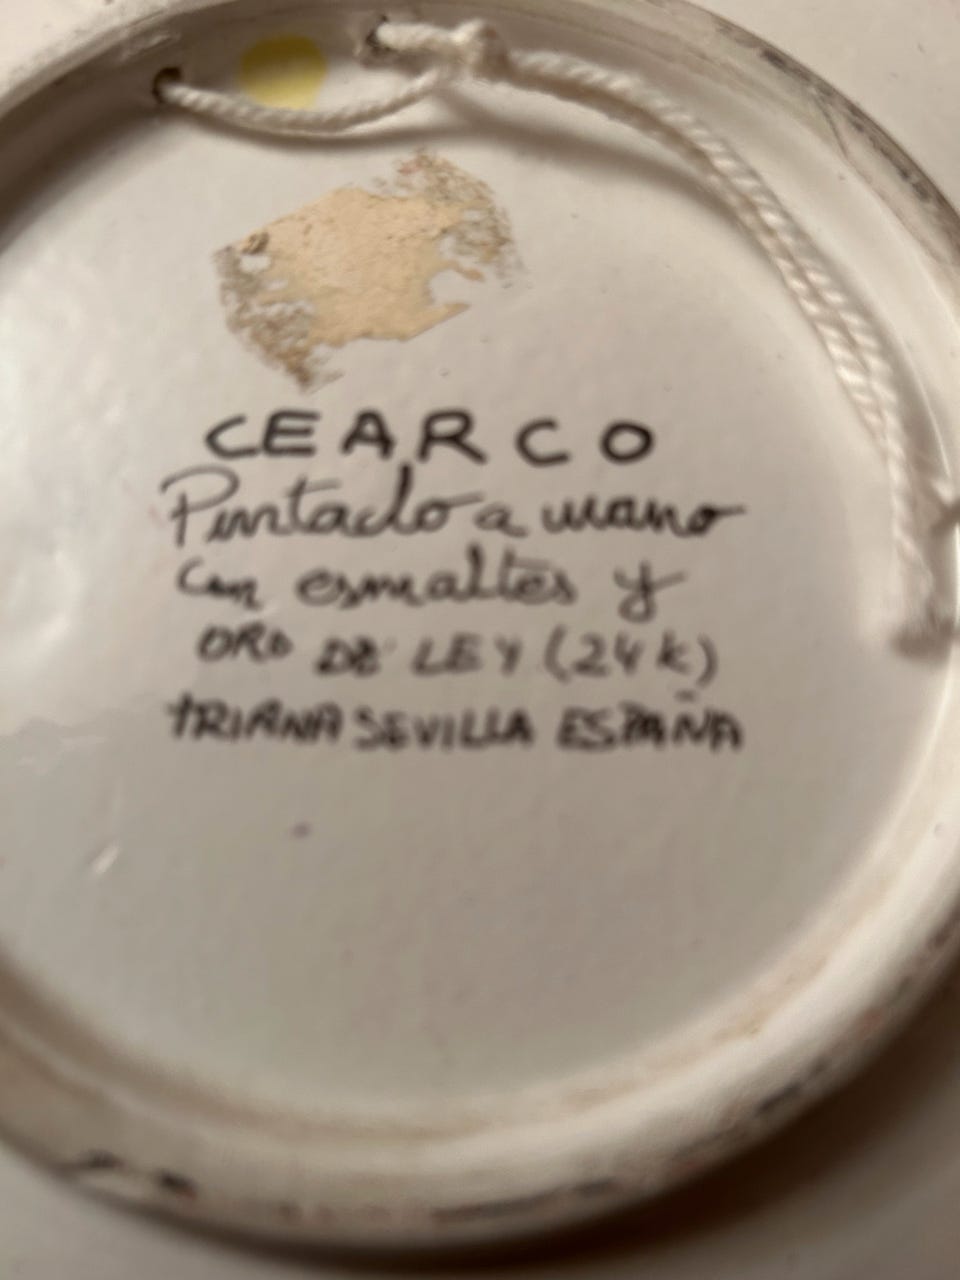 CEARCO
Pintado a mano
con esmaltes y
ORO DE LEY (24k)
TRIANA SEVILLA ESPAÑA